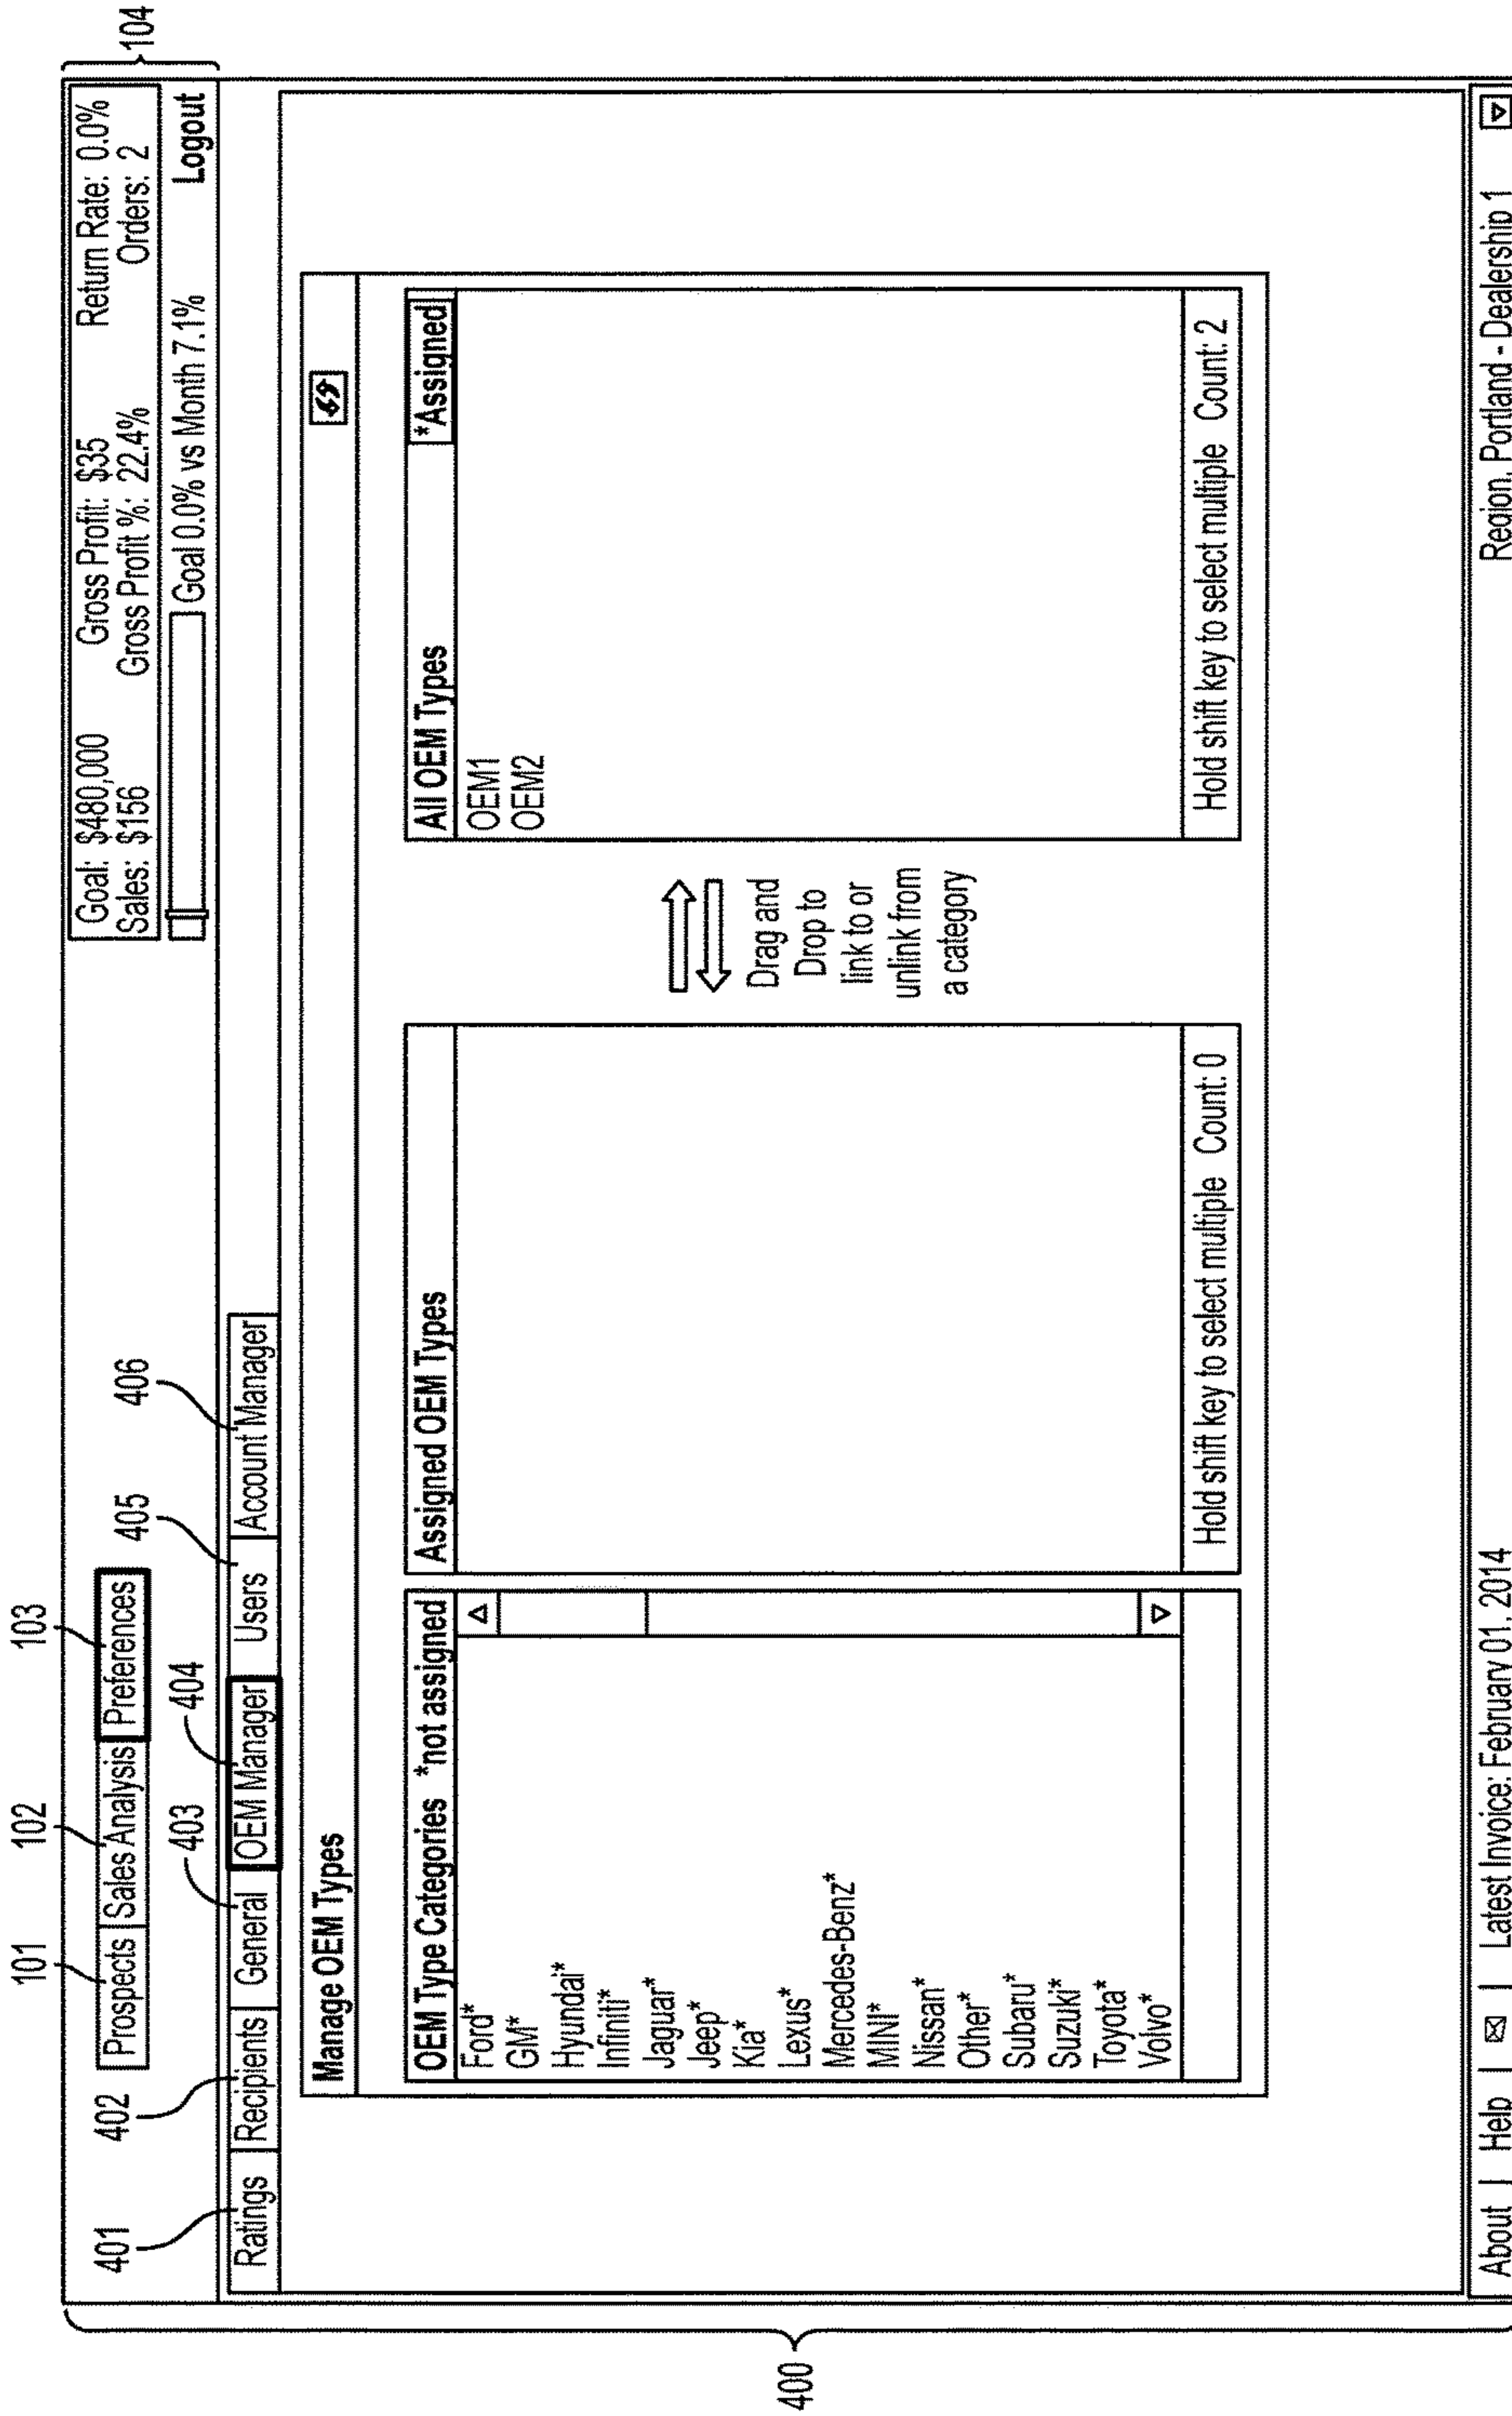 101
102
103
104
Prospects
Sales Analysis
Preferences
Goal: $480,000
Gross Profit: $35
Return Rate: 0.0%
Sales: $156
Gross Profit %: 22.4%
Orders: 2
Goal 0.0% vs Month 7.1%
Logout
401
402
403
404
405
406
Ratings
Recipients
General
OEM Manager
Users
Account Manager
Manage OEM Types
OEM Type Categories *not assigned
Ford*
GM*
Hyundai*
Infiniti*
Jaguar*
Jeep*
Kia*
Lexus*
Mercedes-Benz*
MINI*
Nissan*
Other*
Subaru*
Suzuki*
Toyota*
Volvo*
Assigned OEM Types
Hold shift key to select multiple Count: 0
Drag and
Drop to
link to or
unlink from
a category
All OEM Types
*Assigned
OEM1
OEM2
Hold shift key to select multiple Count: 2
400
About | Help | | Latest Invoice: February 01, 2014
Region, Portland - Dealership 1